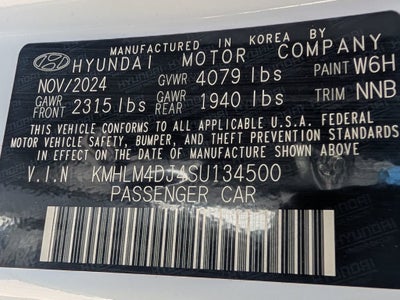 MANUFACTURED IN KOREA BY
HYUNDAI MOTOR COMPANY
NOV/2024 GVWR 4079 lbs PAINT W6H
GAWR FRONT 2315 lbs GAWR REAR 1940 lbs TRIM NNB
THIS VEHICLE CONFORMS TO ALL APPLICABLE U.S.A. FEDERAL
MOTOR VEHICLE SAFETY, BUMPER, AND THEFT PREVENTION STANDARDS
IN EFFECT ON THE DATE OF MANUFACTURE SHOWN ABOVE.
V.I.N KMHLM4DJ4SU134500
PASSENGER CAR